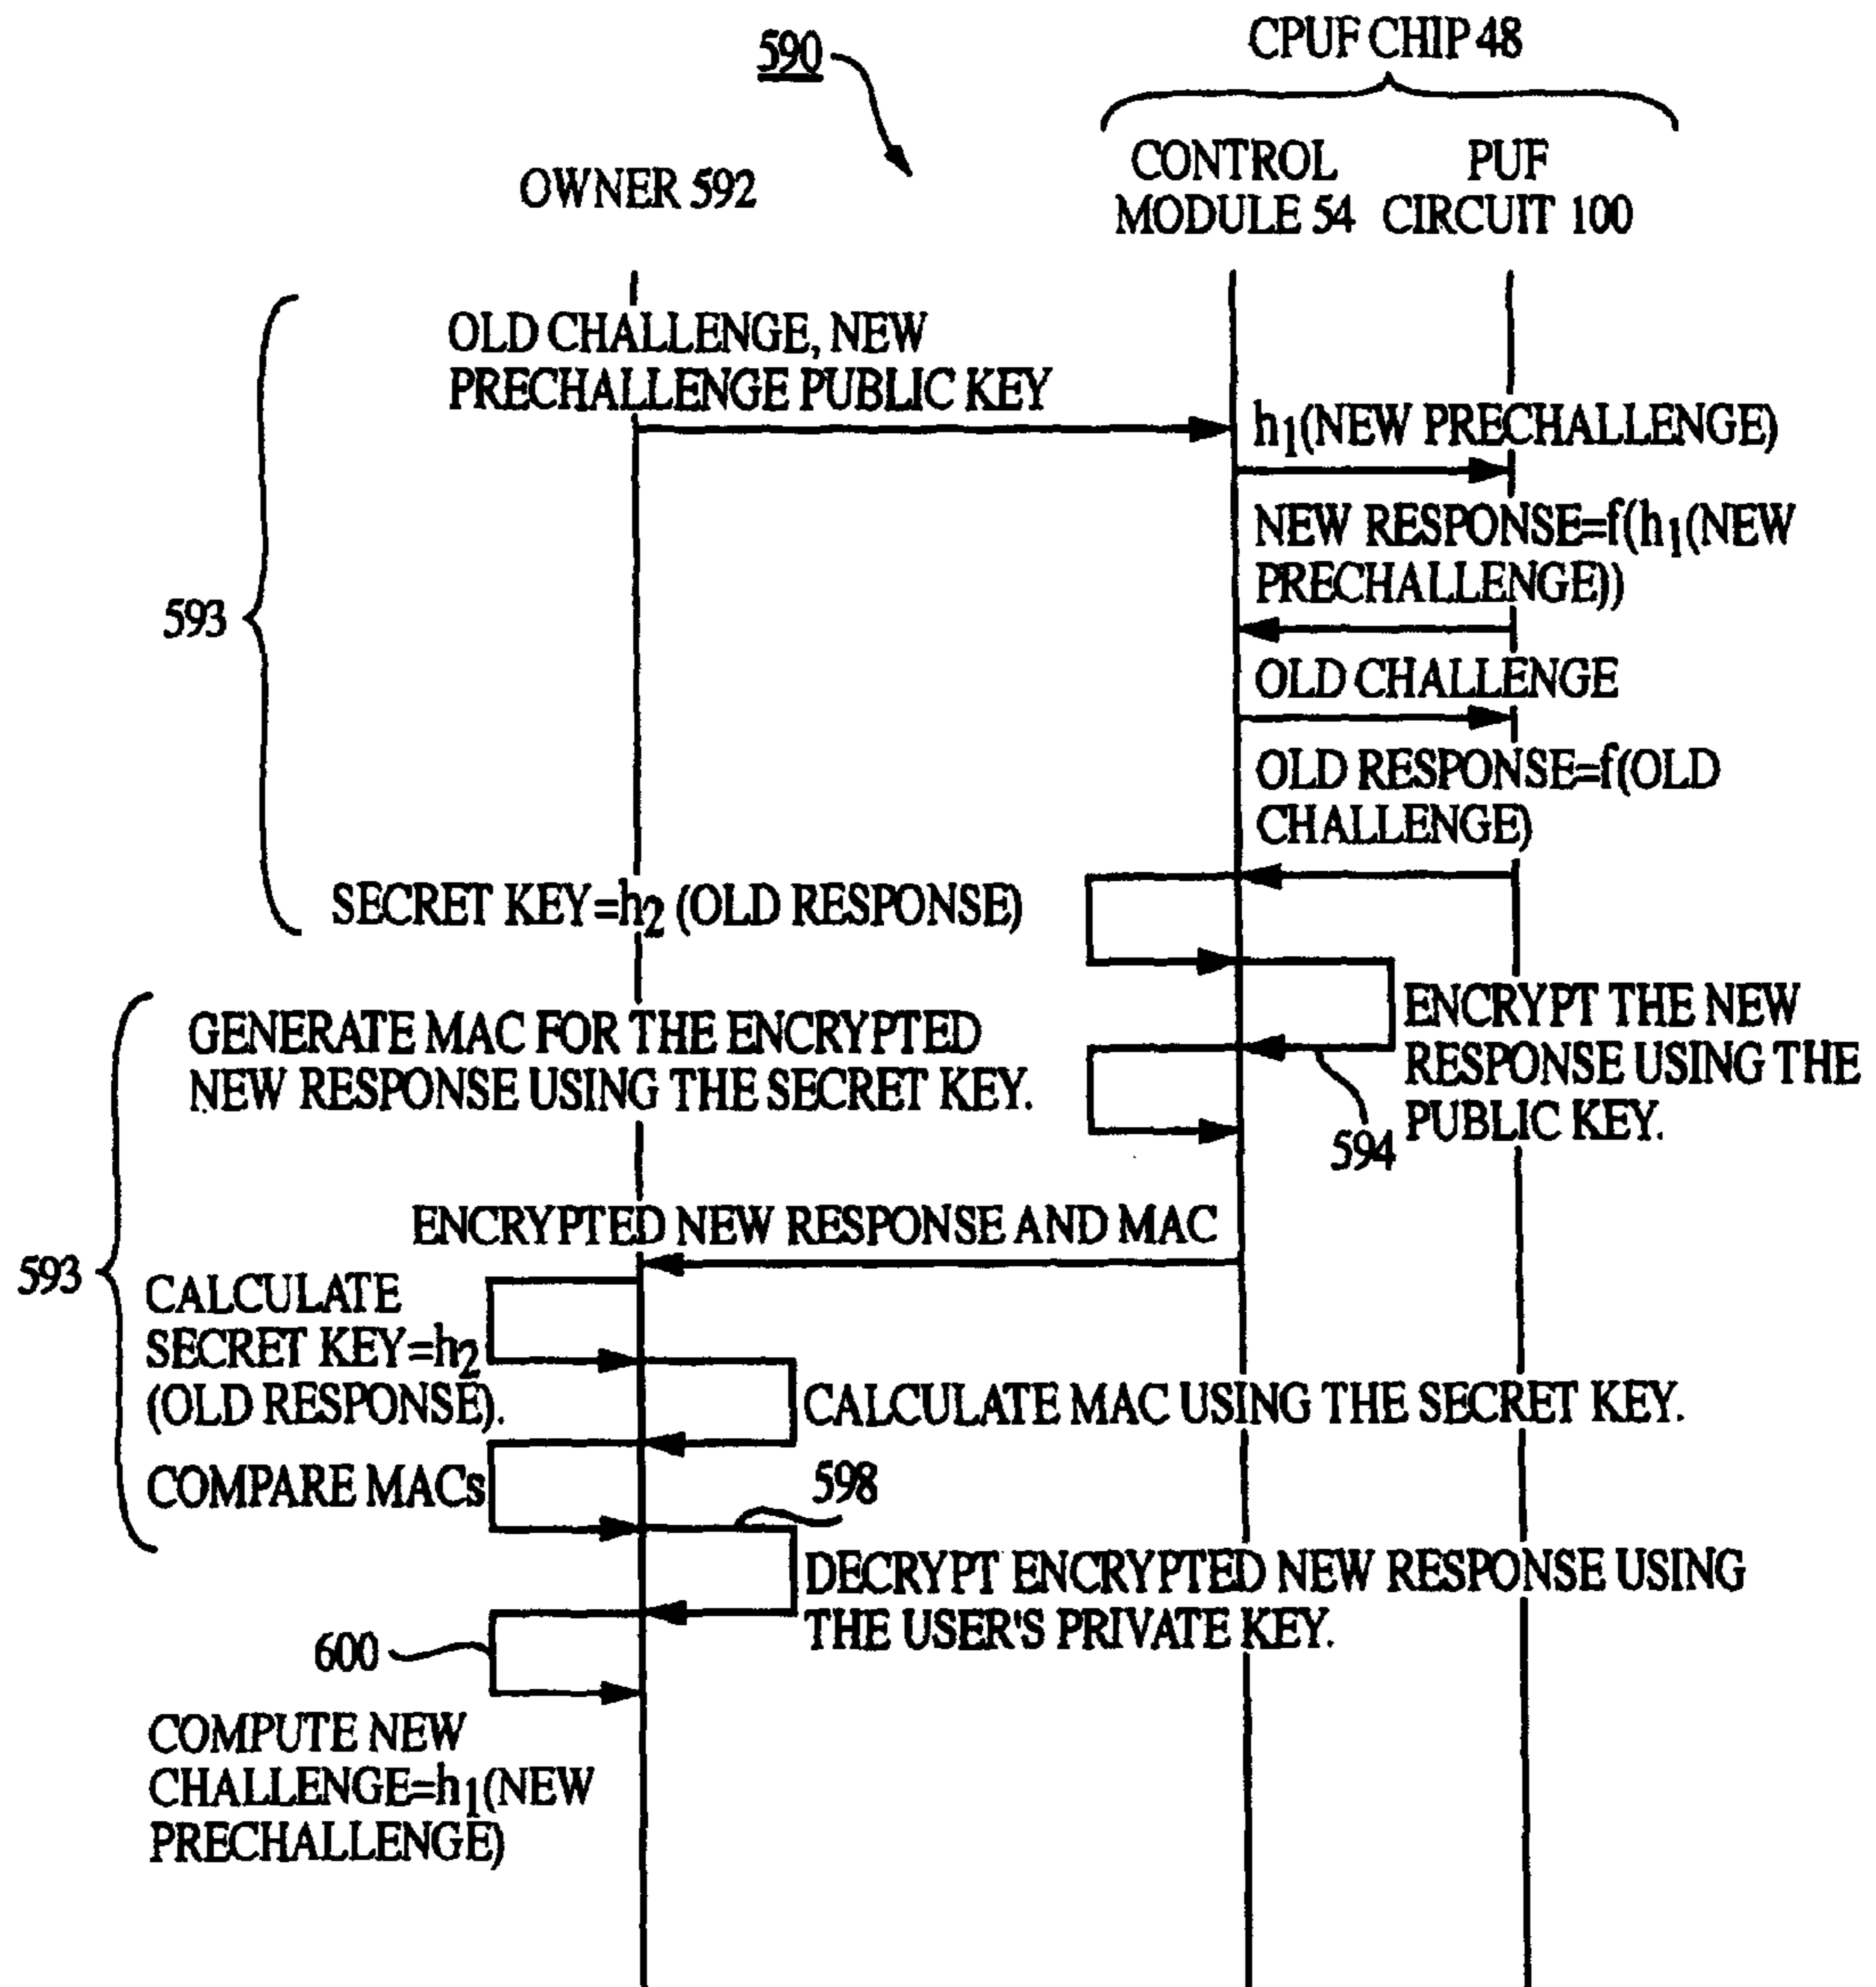 590
CPUF CHIP 48
OWNER 592
CONTROL
MODULE 54
PUF
CIRCUIT 100
OLD CHALLENGE, NEW
PRECHALLENGE PUBLIC KEY
h1(NEW PRECHALLENGE)
NEW RESPONSE=f(h1(NEW
PRECHALLENGE))
593
OLD CHALLENGE
OLD RESPONSE=f(OLD
CHALLENGE)
SECRET KEY=h2 (OLD RESPONSE)
ENCRYPT THE NEW
RESPONSE USING THE
PUBLIC KEY.
594
GENERATE MAC FOR THE ENCRYPTED
NEW RESPONSE USING THE SECRET KEY.
ENCRYPTED NEW RESPONSE AND MAC
593
CALCULATE
SECRET KEY=h2
(OLD RESPONSE).
CALCULATE MAC USING THE SECRET KEY.
COMPARE MACs
598
DECRYPT ENCRYPTED NEW RESPONSE USING
THE USER'S PRIVATE KEY.
600
COMPUTE NEW
CHALLENGE=h1(NEW
PRECHALLENGE)